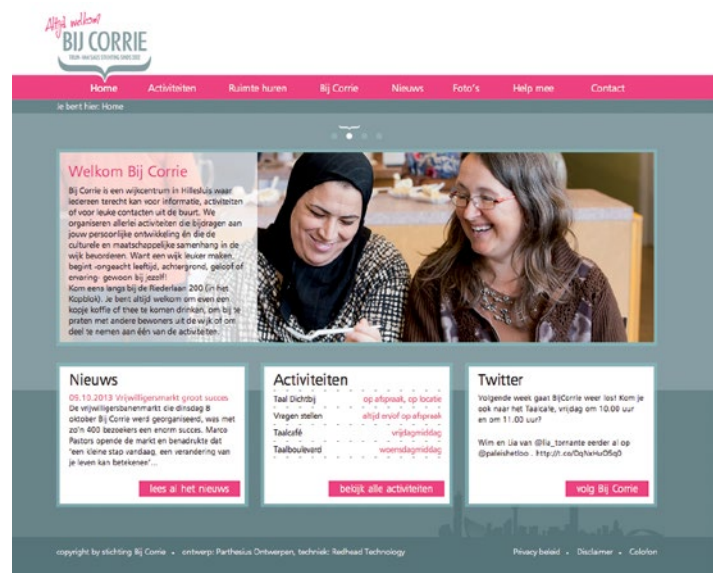 Altijd welkom
BIJ CORRIE
Home Activiteiten Ruimte huren Bij Corrie Nieuws Foto's Help mee Contact
Je bent hier: Home
Welkom Bij Corrie
Bij Corrie is een wijkcentrum in Hillesluis waar
iedereen terecht kan voor informatie, activiteiten
of voor leuke contacten uit de buurt. We
organiseren allerlei activiteiten die bijdragen aan
jouw persoonlijke ontwikkeling én die de
culturele en maatschappelijke samenhang in de
wijk bevorderen. Want een wijk leuker maken,
begint -ongeacht leeftijd, achtergrond, geloof of
ervaring- gewoon bij jezelf!
Kom eens langs bij de Riederlaan 200 (in het
Kopblok). Je bent altijd welkom om even een
kopje koffie of thee te komen drinken, om bij te
praten met andere bewoners uit de wijk of om
deel te nemen aan één van de activiteiten.
Nieuws
09.10.2013 Vrijwilligersmarkt groot succes
De vrijwilligersbanenmarkt die dinsdag 8
oktober Bij Corrie werd georganiseerd, was met
zo'n 400 bezoekers een enorm succes. Marco
Pastors opende de markt en benadrukte dat
'een kleine stap vandaag, een verandering van
je leven kan betekenen'...
lees al het nieuws
Activiteiten
Taal Dichtbij op afspraak, op locatie
Vragen stellen altijd en/of op afspraak
Taalcafé vrijdagmiddag
Taalboulevard woensdagmiddag
bekijk alle activiteiten
Twitter
Volgende week gaat BijCorrie weer los! Kom je
ook naar het Taalcafe, vrijdag om 10.00 uur
en om 11.00 uur?
Wim en Lia van @lia_torrante eerder al op
@paleishetloo .
volg Bij Corrie
copyright by stichting Bij Corrie • ontwerp: Parthesius Ontwerpen, techniek: Redhead Technology
Privacy beleid • Disclaimer • Colofon